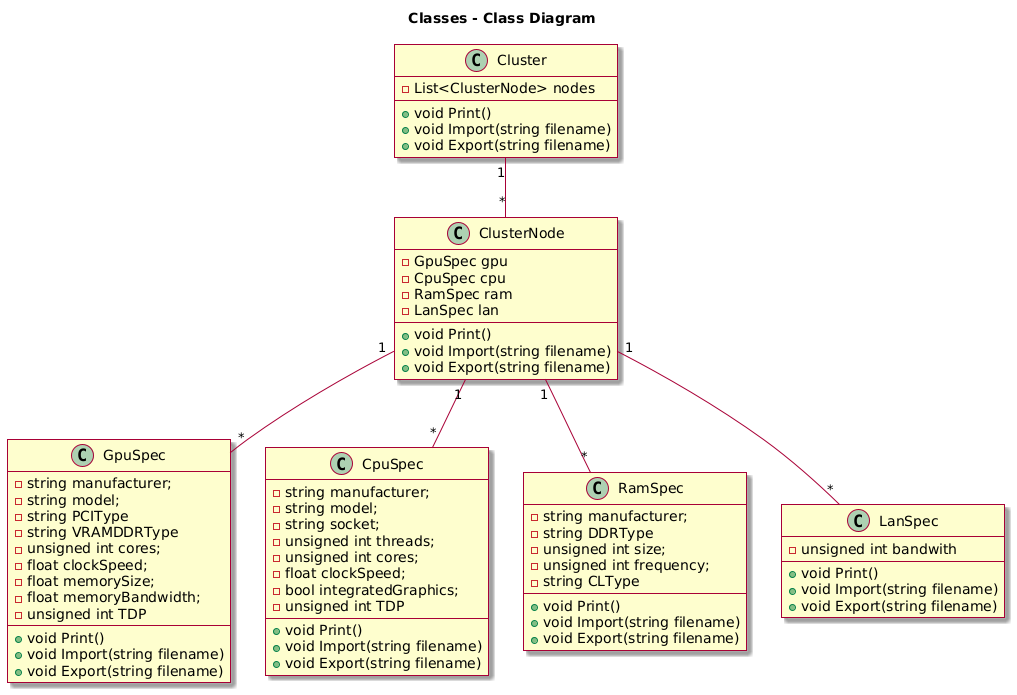 Classes - Class Diagram
C Cluster
List<ClusterNode> nodes
void Print()
void Import(string filename)
void Export(string filename)
1
*
C ClusterNode
GpuSpec gpu
CpuSpec cpu
RamSpec ram
LanSpec lan
void Print()
void Import(string filename)
void Export(string filename)
1
*
1
*
1
*
1
*
C GpuSpec
string manufacturer;
string model;
string PCIType
string VRAMDDRType
unsigned int cores;
float clockSpeed;
float memorySize;
float memoryBandwidth;
unsigned int TDP
void Print()
void Import(string filename)
void Export(string filename)
C CpuSpec
string manufacturer;
string model;
string socket;
unsigned int threads;
unsigned int cores;
float clockSpeed;
bool integratedGraphics;
unsigned int TDP
void Print()
void Import(string filename)
void Export(string filename)
C RamSpec
string manufacturer;
string DDRType
unsigned int size;
unsigned int frequency;
string CLType
void Print()
void Import(string filename)
void Export(string filename)
C LanSpec
unsigned int bandwith
void Print()
void Import(string filename)
void Export(string filename)